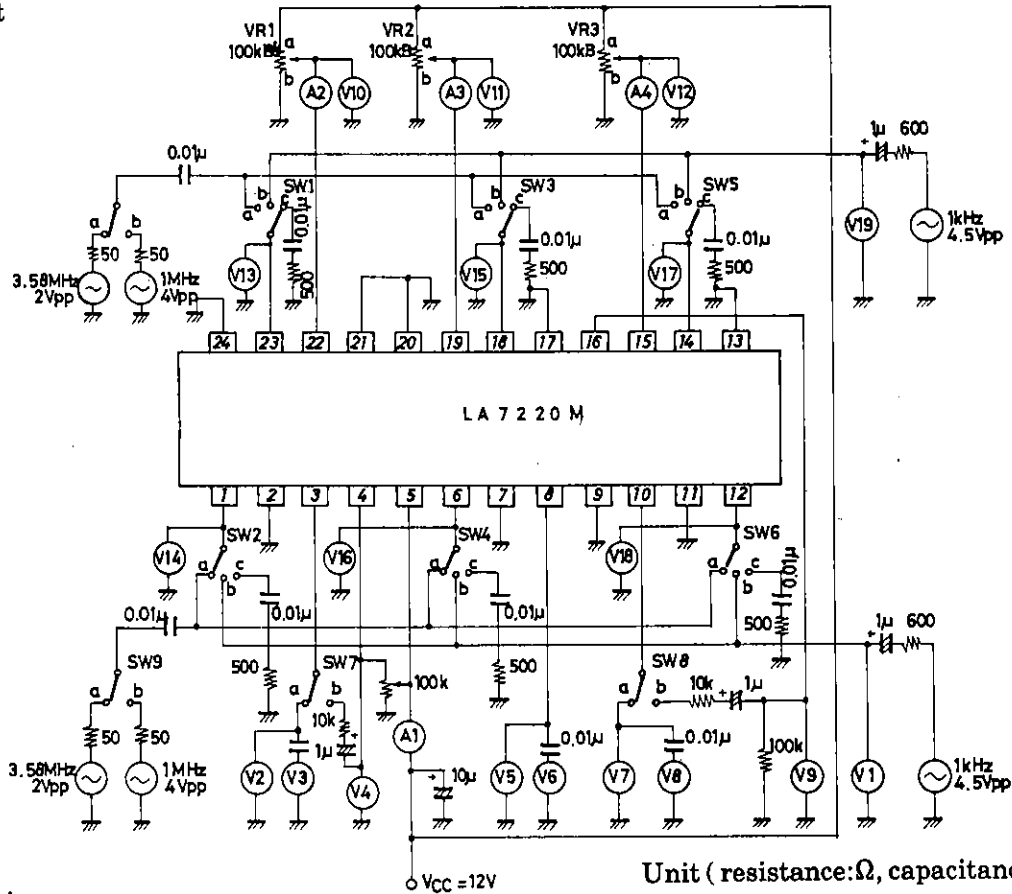 t
VR1
100kB
a
b
VR2
100kB
a
b
VR3
100kB
a
b
A2
V10
A3
V11
A4
V12
1μ
600
+
0.01μ
a
b
SW1
c
0.01μ
500
a
b
SW3
c
0.01μ
500
a
b
SW5
c
0.01μ
500
a
b
50
50
3.58MHz
2Vpp
1MHz
4Vpp
V13
V15
V17
V19
1kHz
4.5Vpp
24
23
22
21
20
19
18
17
16
15
14
13
LA7220M
1
2
3
4
5
6
7
8
9
10
11
12
V14
SW2
a
b
c
V16
SW4
a
b
c
V18
SW6
a
b
c
0.01μ
0.01μ
0.01μ
0.01μ
500
500
500
1μ
600
+
SW9
a
b
SW7
a
b
100k
SW8
a
b
10k
+
1μ
50
50
10k
1μ
+
A1
0.01μ
0.01μ
100k
3.58MHz
2Vpp
1MHz
4Vpp
V2
V3
V4
+
10μ
V5
V6
V7
V8
V9
V1
1kHz
4.5Vpp
VCC=12V
Unit (resistance:Ω, capacitan